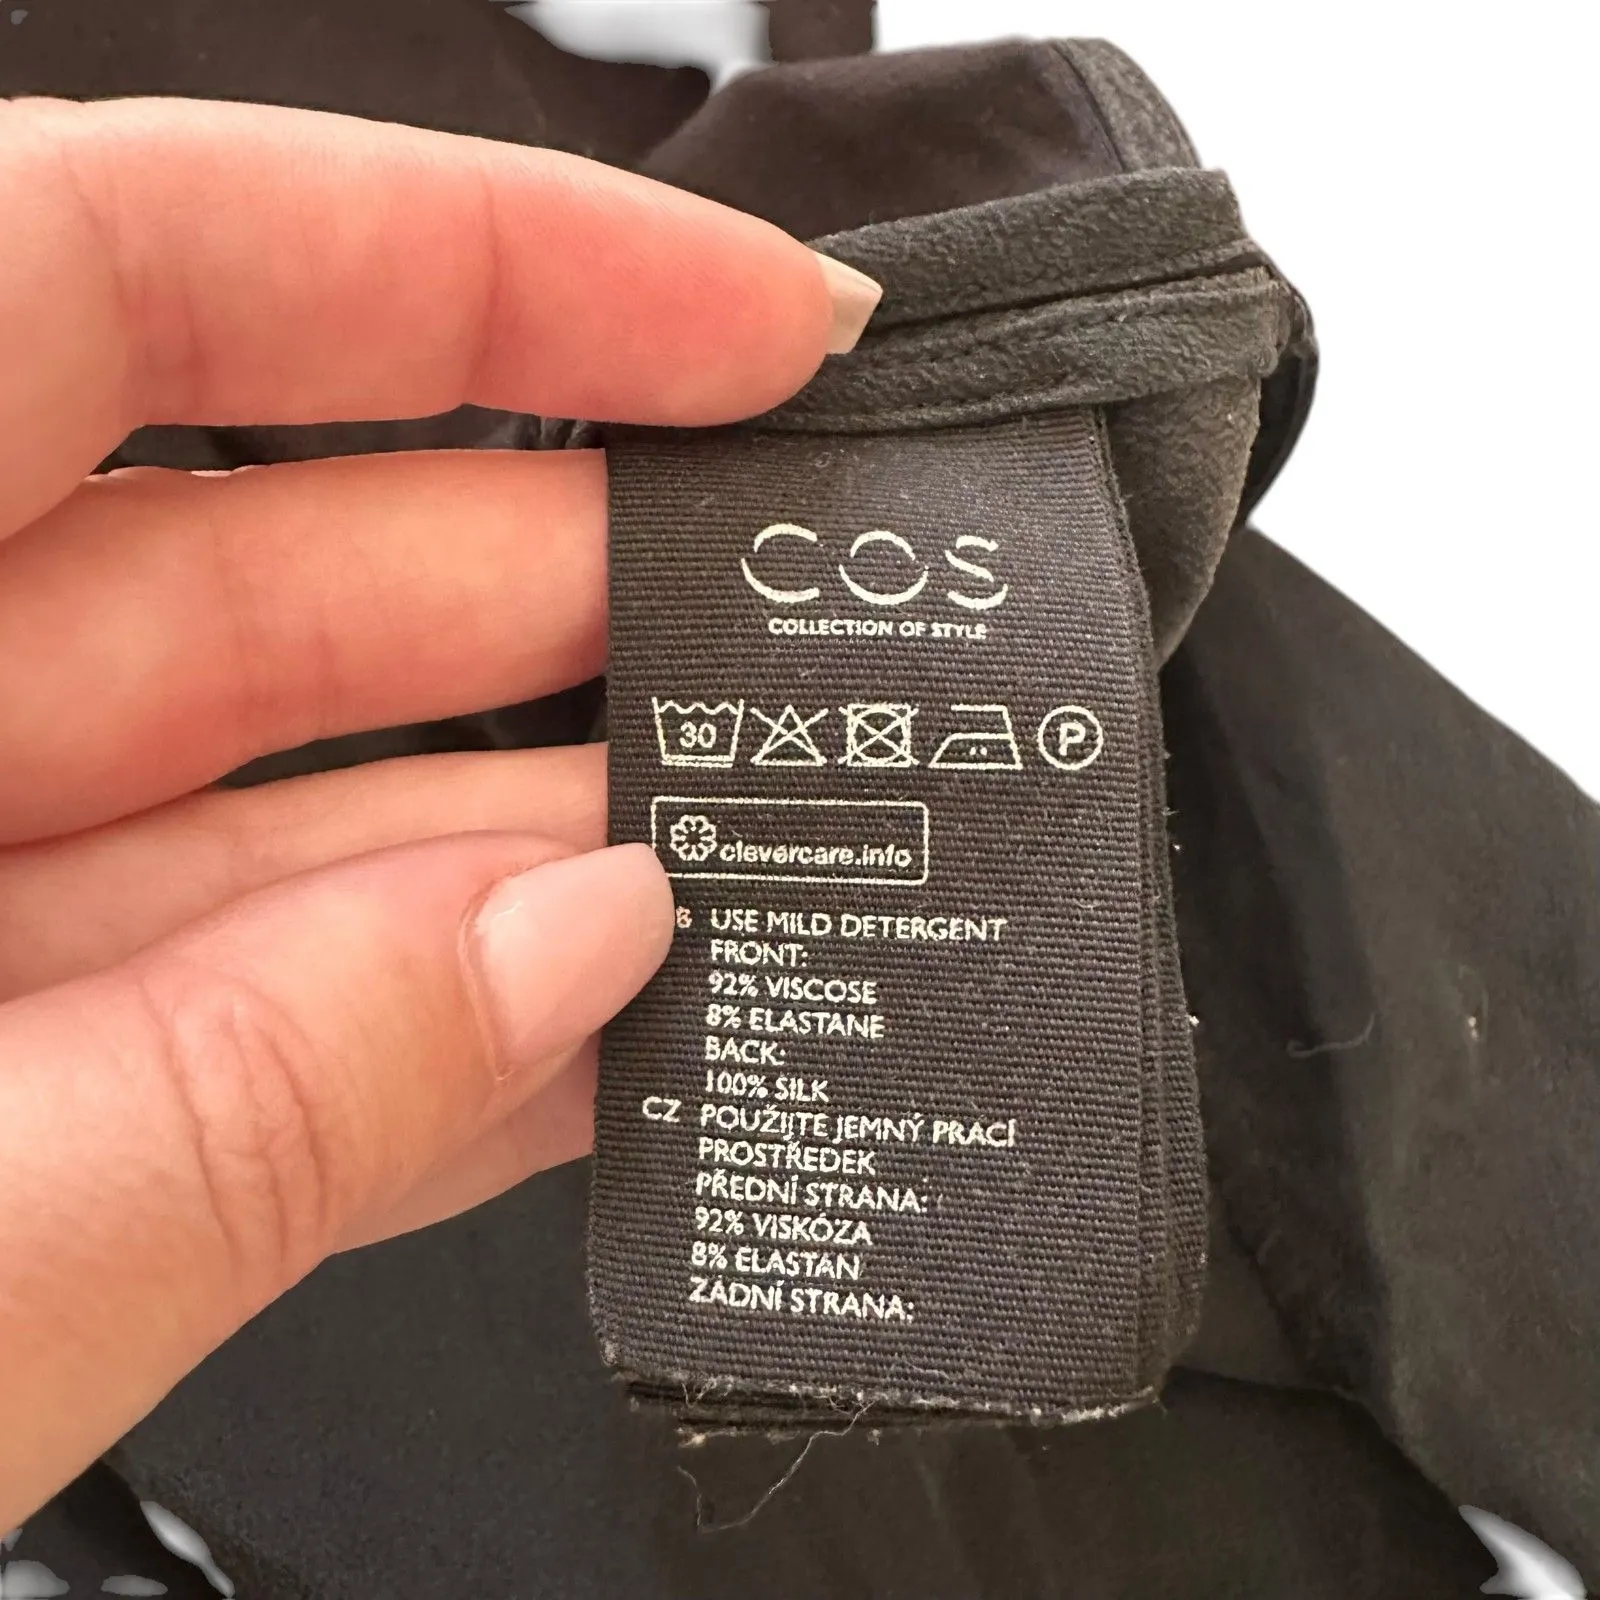 COS
COLLECTION OF STYLE
30 P
clevercare.info
USE MILD DETERGENT
FRONT:
92% VISCOSE
8% ELASTANE
BACK:
100% SILK
CZ POUŽIJTE JEMNÝ PRACÍ
PROSTŘEDEK
PŘEDNÍ STRANA:
92% VISKÓZA
8% ELASTAN
ZADNÍ STRANA: